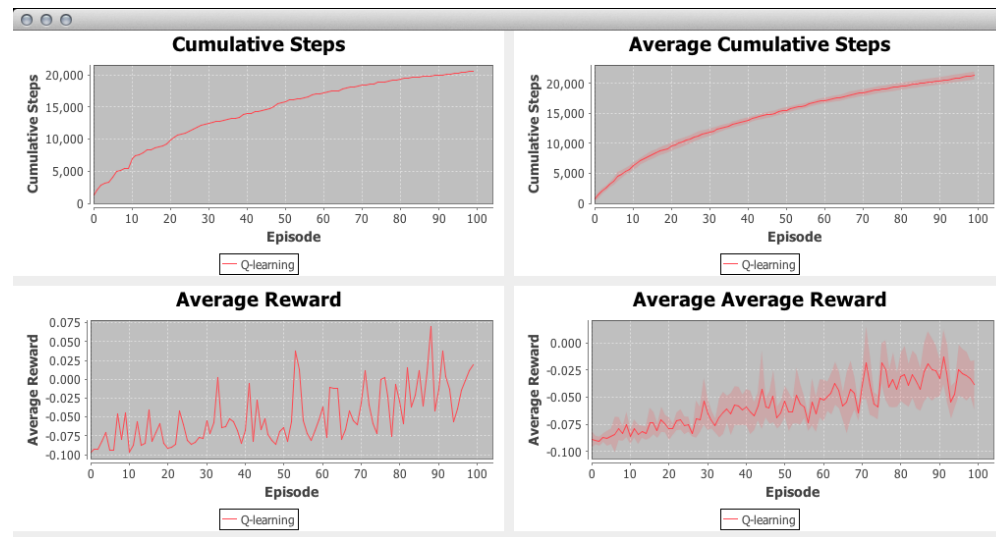 Cumulative Steps
Cumulative Steps
20,000
15,000
10,000
5,000
0
0 10 20 30 40 50 60 70 80 90 100
Episode
Q-learning
Average Cumulative Steps
Cumulative Steps
20,000
15,000
10,000
5,000
0
0 10 20 30 40 50 60 70 80 90 100
Episode
Q-learning
Average Reward
Average Reward
0.075
0.050
0.025
0.000
-0.025
-0.050
-0.075
-0.100
0 10 20 30 40 50 60 70 80 90 100
Episode
Q-learning
Average Average Reward
Average Reward
0.000
-0.025
-0.050
-0.075
-0.100
0 10 20 30 40 50 60 70 80 90 100
Episode
Q-learning